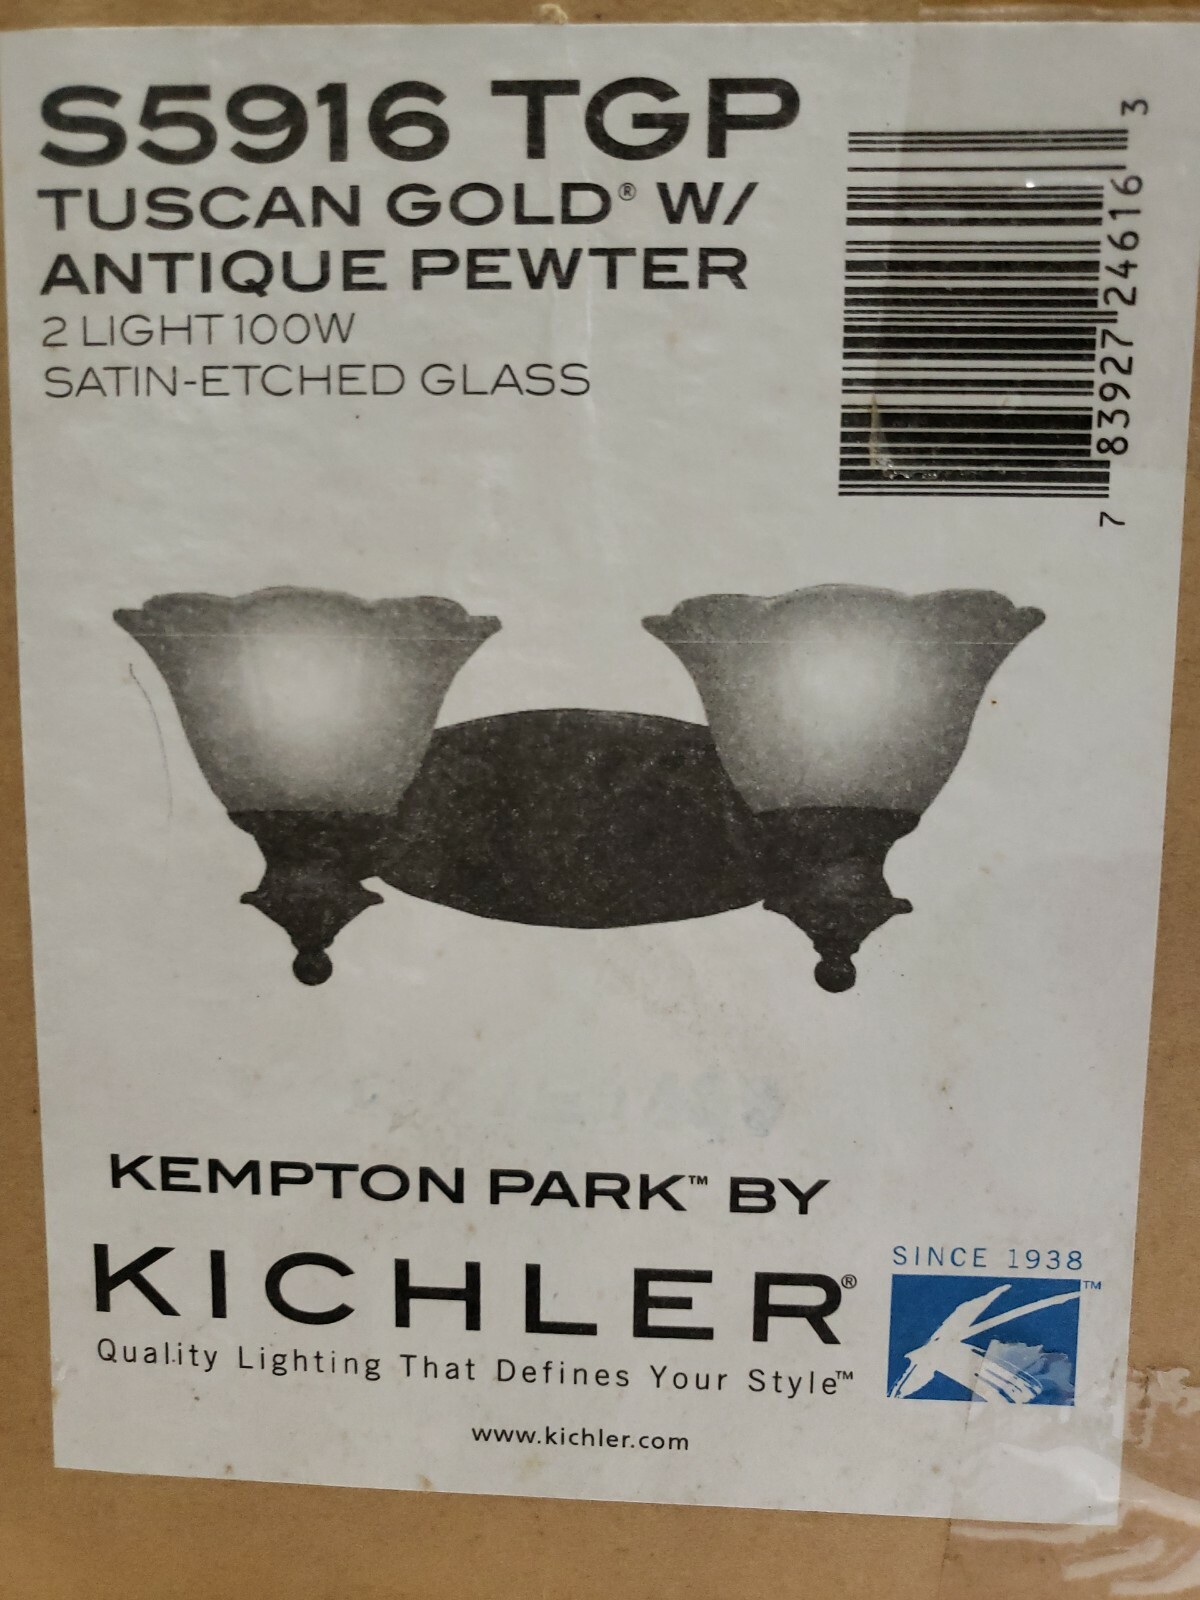 S5916 TGP
TUSCAN GOLD® W/
ANTIQUE PEWTER
2 LIGHT 100W
SATIN-ETCHED GLASS
7 83927 24616 3
KEMPTON PARK™ BY
KICHLER®
Quality Lighting That Defines Your Style™
SINCE 1938
™
www.kichler.com